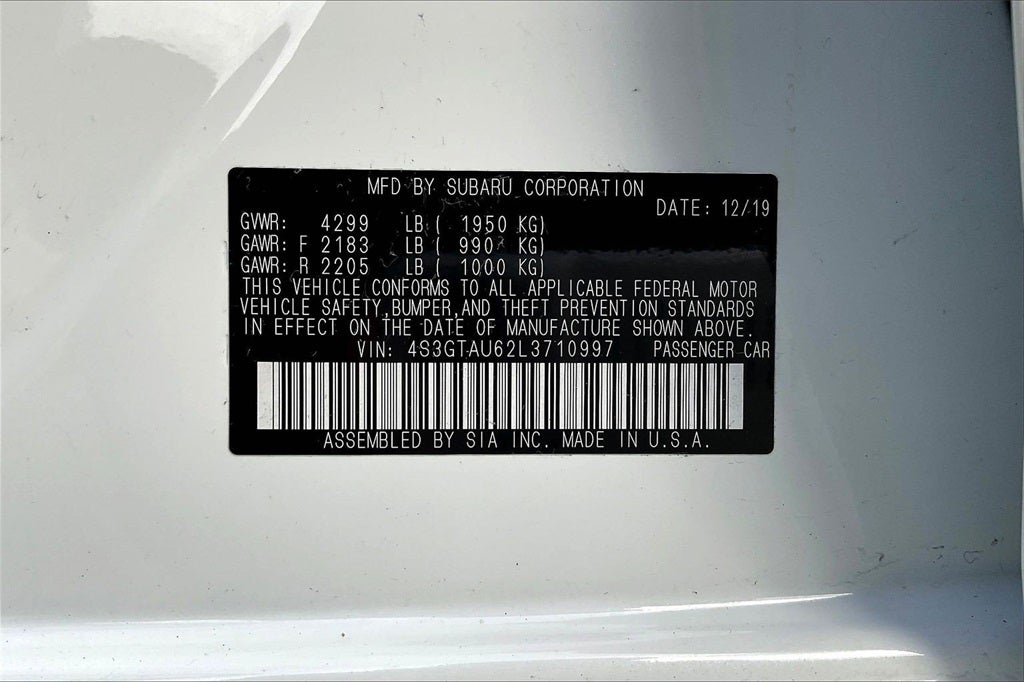 MFD BY SUBARU CORPORATION
DATE: 12/19
GVWR: 4299 LB ( 1950 KG)
GAWR: F 2183 LB ( 990 KG)
GAWR: R 2205 LB ( 1000 KG)
THIS VEHICLE CONFORMS TO ALL APPLICABLE FEDERAL MOTOR
VEHICLE SAFETY,BUMPER,AND THEFT PREVENTION STANDARDS
IN EFFECT ON THE DATE OF MANUFACTURE SHOWN ABOVE.
VIN: 4S3GTAU62L3710997 PASSENGER CAR
ASSEMBLED BY SIA INC. MADE IN U.S.A.